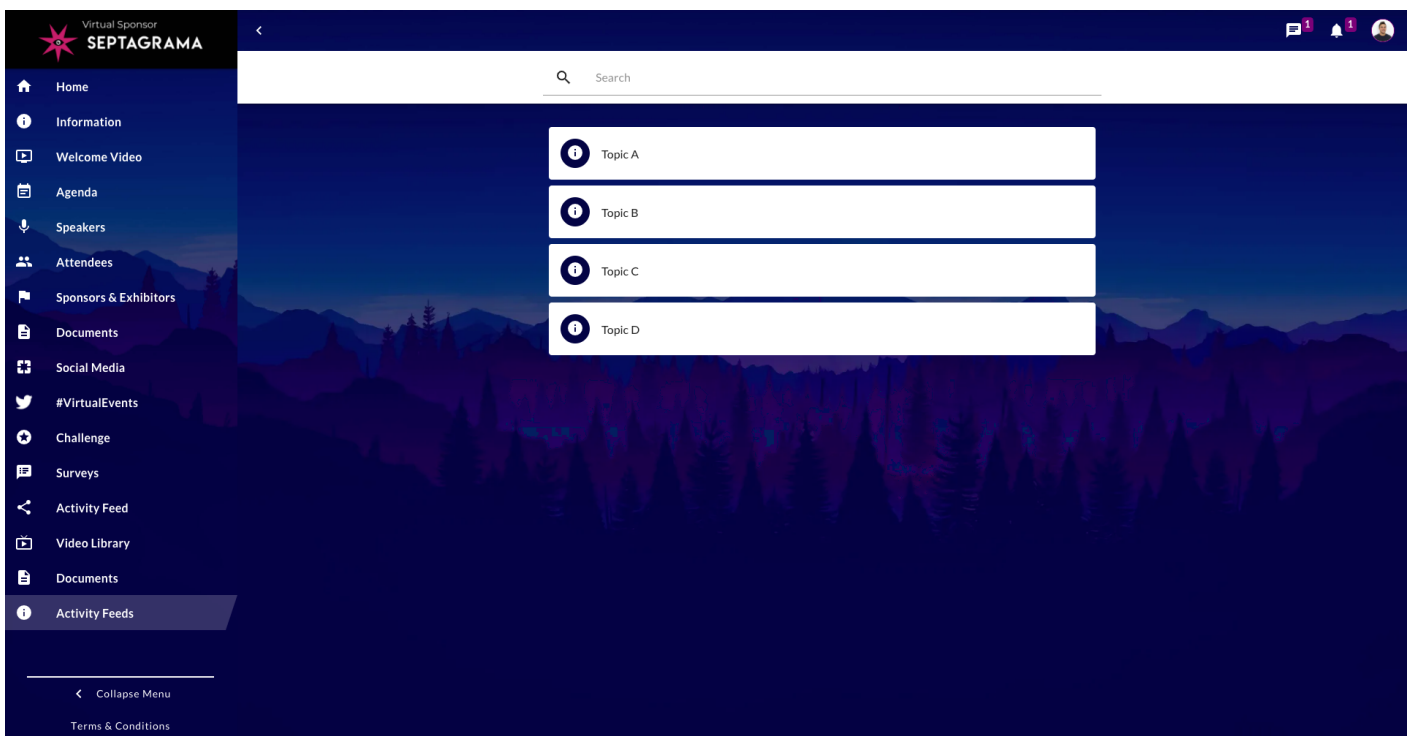 Virtual Sponsor
SEPTAGRAMA
1
1
Home
Information
Welcome Video
Agenda
Speakers
Attendees
Sponsors & Exhibitors
Documents
Social Media
#VirtualEvents
Challenge
Surveys
Activity Feed
Video Library
Documents
Activity Feeds
Collapse Menu
Terms & Conditions
Search
Topic A
Topic B
Topic C
Topic D